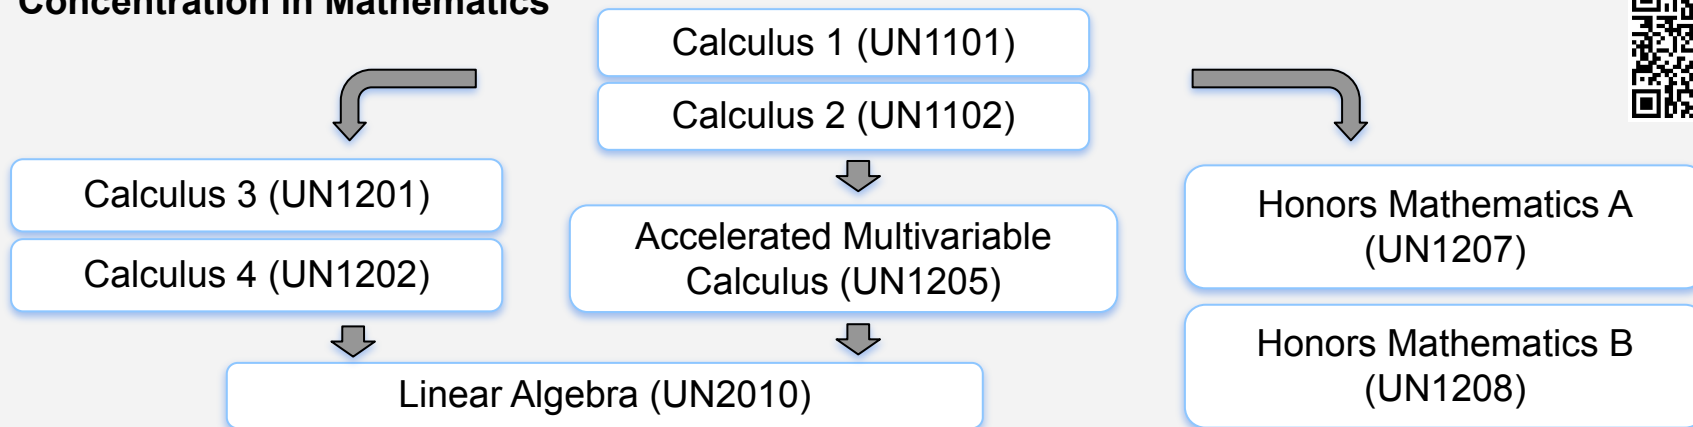 Concentration in Mathematics
Calculus 1 (UN1101)
Calculus 2 (UN1102)
Calculus 3 (UN1201)
Calculus 4 (UN1202)
Accelerated Multivariable
Calculus (UN1205)
Honors Mathematics A
(UN1207)
Honors Mathematics B
(UN1208)
Linear Algebra (UN2010)